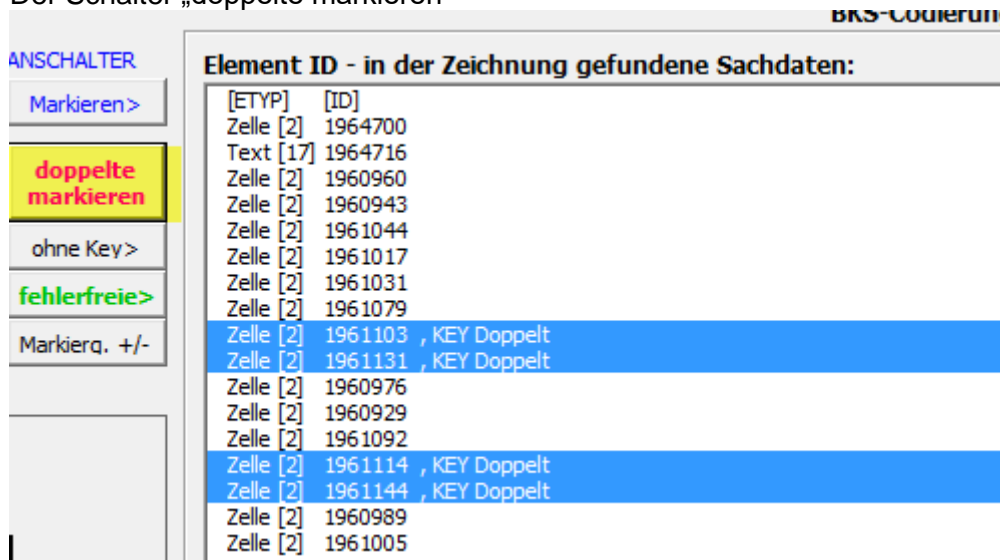 Der Schalter „doppelte markieren“
BKS-Codierun
ANSCHALTER
Markieren>
doppelte
markieren
ohne Key>
fehlerfreie>
Markierg. +/-
Element ID - in der Zeichnung gefundene Sachdaten:
[ETYP] [ID]
Zelle [2] 1964700
Text [17] 1964716
Zelle [2] 1960960
Zelle [2] 1960943
Zelle [2] 1961044
Zelle [2] 1961017
Zelle [2] 1961031
Zelle [2] 1961079
Zelle [2] 1961103 , KEY Doppelt
Zelle [2] 1961131 , KEY Doppelt
Zelle [2] 1960976
Zelle [2] 1960929
Zelle [2] 1961092
Zelle [2] 1961114 , KEY Doppelt
Zelle [2] 1961144 , KEY Doppelt
Zelle [2] 1960989
Zelle [2] 1961005